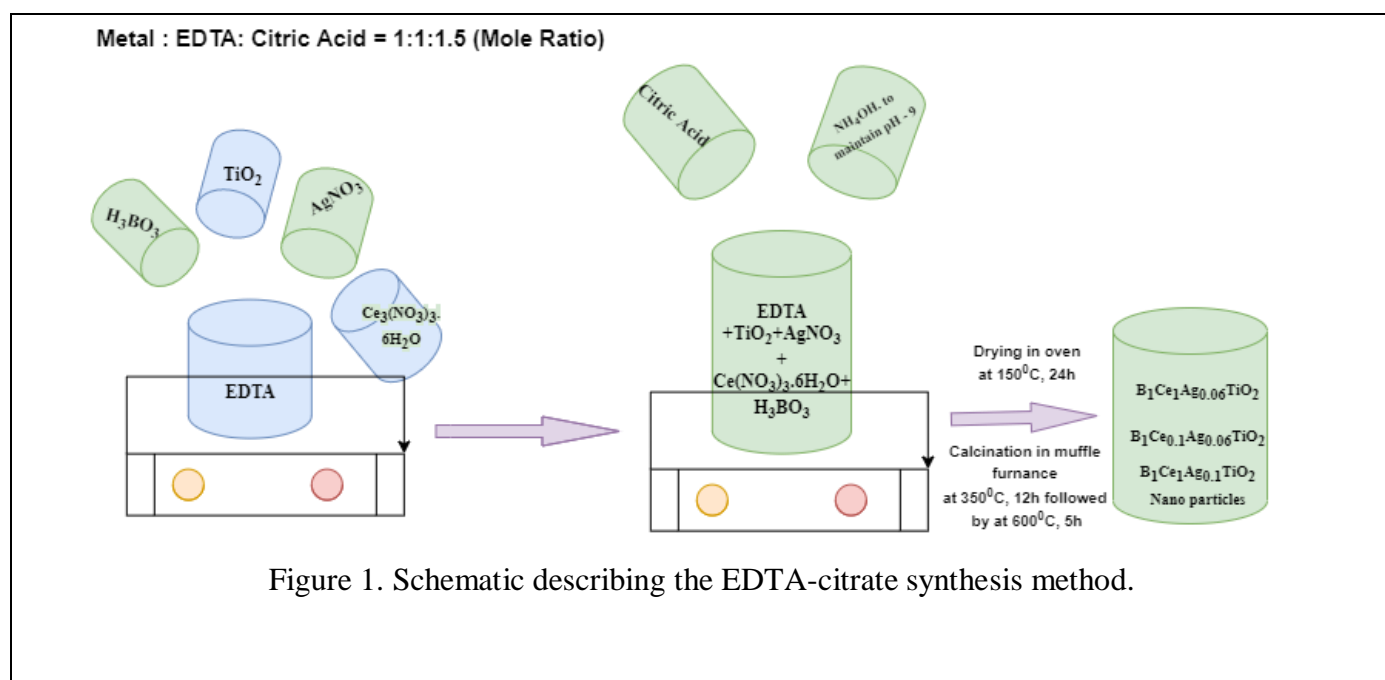 Metal : EDTA: Citric Acid = 1:1:1.5 (Mole Ratio)
H₃BO₃
TiO₂
AgNO₃
Ce₃(NO₃)₃.
6H₂O
EDTA
Citric Acid
NH₄OH. to
maintain pH - 9
EDTA
+TiO₂+AgNO₃
+
Ce(NO₃)₃.6H₂O+
H₃BO₃
Drying in oven
at 150⁰C, 24h
Calcination in muffle
furnance
at 350⁰C, 12h followed
by at 600⁰C, 5h
B₁Ce₁Ag₀.₀₆TiO₂
B₁Ce₀.₁Ag₀.₀₆TiO₂
B₁Ce₁Ag₀.₁TiO₂
Nano particles
Figure 1. Schematic describing the EDTA-citrate synthesis method.